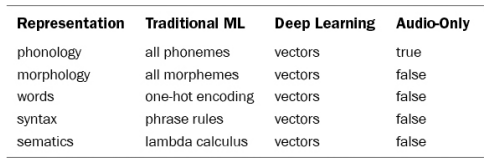 Representation Traditional ML Deep Learning Audio-Only
phonology all phonemes vectors true
morphology all morphemes vectors false
words one-hot encoding vectors false
syntax phrase rules vectors false
sematics lambda calculus vectors false